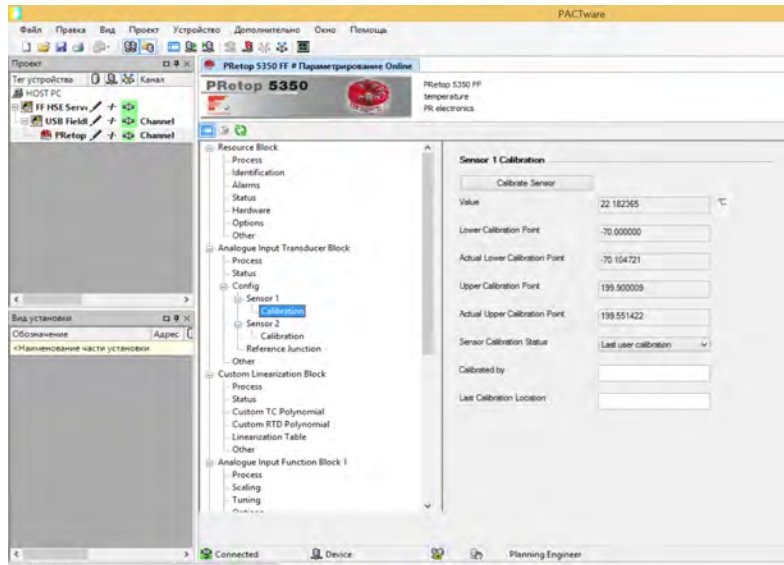 PACTware
Файл Правка Вид Проект Устройство Дополнительно Окно Помощь
Проект
PRetop 5350 FF # Параметрирование Online
Тег устройства Канал
HOST PC
FF HSE Serv
USB Fieldl Channel
PRetop Channel
PRetop 5350
PRetop 5350 FF
temperature
PR electronics
Resource Block
Process
Identification
Alarms
Status
Hardware
Options
Other
Analogue Input Transducer Block
Process
Status
Config
Sensor 1
Calibration
Sensor 2
Calibration
Reference Junction
Other
Custom Linearization Block
Process
Status
Custom TC Polynomial
Custom RTD Polynomial
Linearization Table
Other
Analogue Input Function Block 1
Process
Scaling
Tuning
Options
Sensor 1 Calibration
Calibrate Sensor
Value 22.182365 °C
Lower Calibration Point -70.000000
Actual Lower Calibration Point -70.104721
Upper Calibration Point 199.900009
Actual Upper Calibration Point 199.551422
Sensor Calibration Status Last user calibration
Calibrated by
Last Calibration Location
Вид установки
Обозначение Адрес
<Наименование части установки
Connected Device Planning Engineer